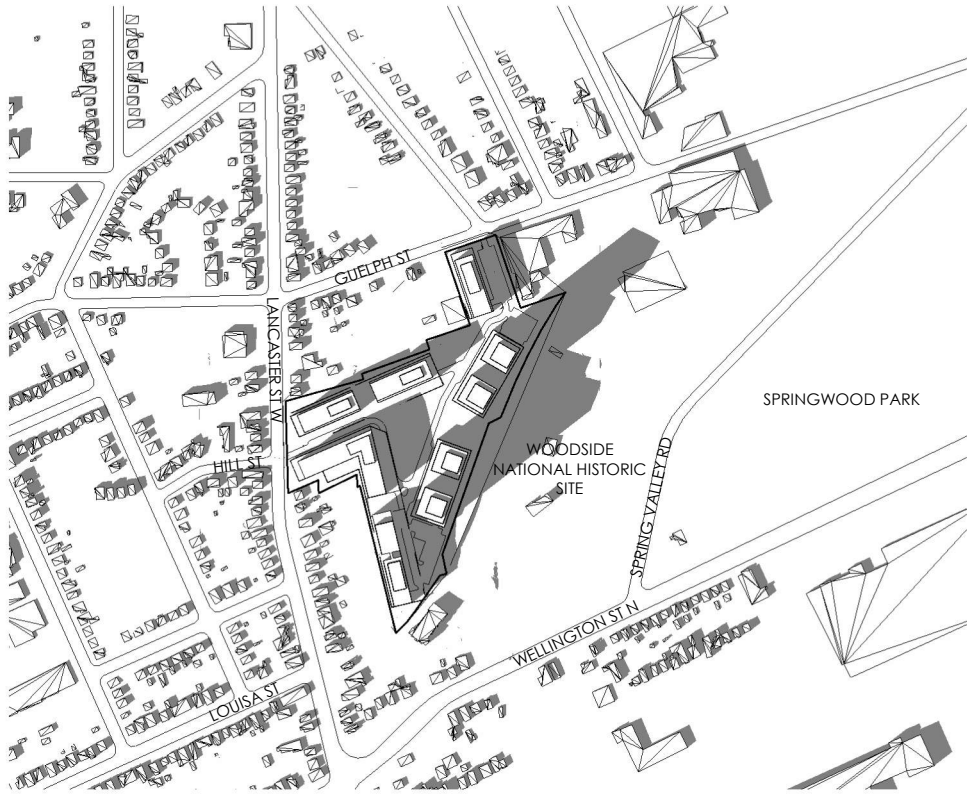 GUELPH ST
LANCASTER ST W
SPRINGWOOD PARK
WOODSIDE
NATIONAL HISTORIC
SITE
HILL ST
SPRING VALLEY RD
WELLINGTON ST N
LOUISA ST